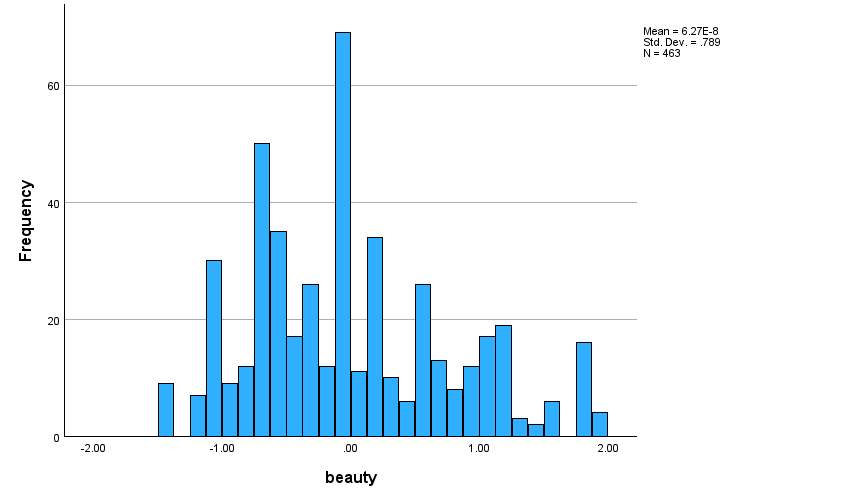 Mean = 6.27E-8
Std. Dev. = .789
N = 463
Frequency
60
40
20
0
-2.00 -1.00 .00 1.00 2.00
beauty